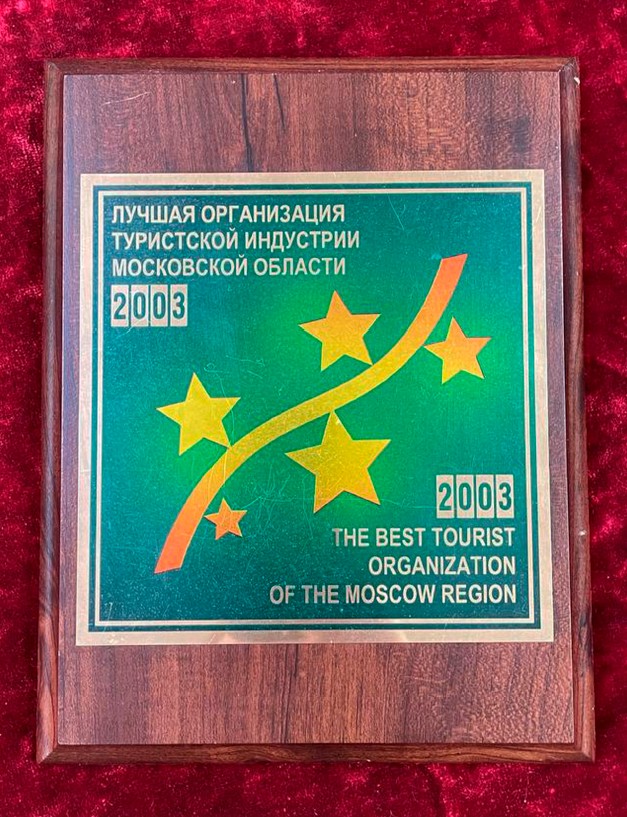 ЛУЧШАЯ ОРГАНИЗАЦИЯ
ТУРИСТСКОЙ ИНДУСТРИИ
МОСКОВСКОЙ ОБЛАСТИ
2003
2003
THE BEST TOURIST
ORGANIZATION
OF THE MOSCOW REGION